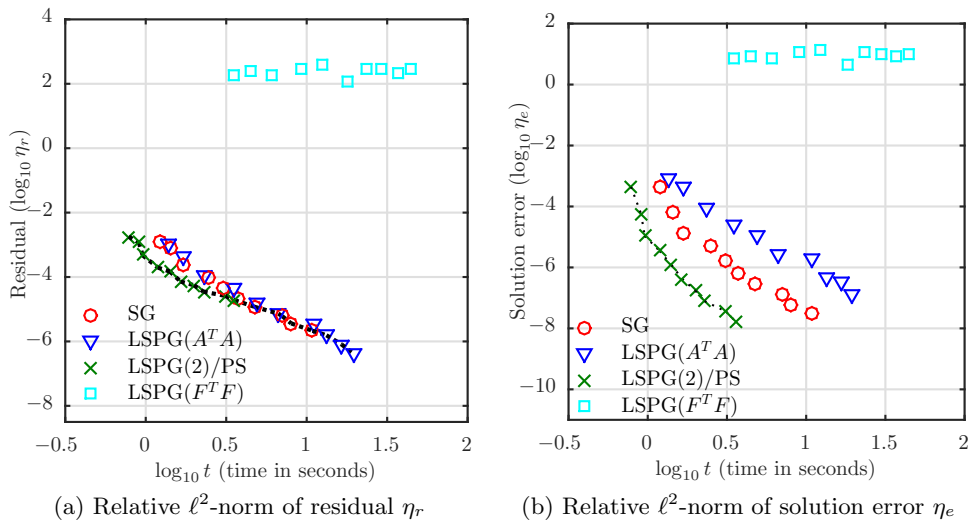 4
2
0
−2
−4
−6
−8
Residual (log₁₀ ηᵣ)
SG
LSPG(AᵀA)
LSPG(2)/PS
LSPG(FᵀF)
−0.5 0 0.5 1 1.5 2
log₁₀ t (time in seconds)
(a) Relative ℓ²-norm of residual ηᵣ
4
2
0
−2
−4
−6
−8
−10
Solution error (log₁₀ ηₑ)
SG
LSPG(AᵀA)
LSPG(2)/PS
LSPG(FᵀF)
−0.5 0 0.5 1 1.5 2
log₁₀ t (time in seconds)
(b) Relative ℓ²-norm of solution error ηₑ